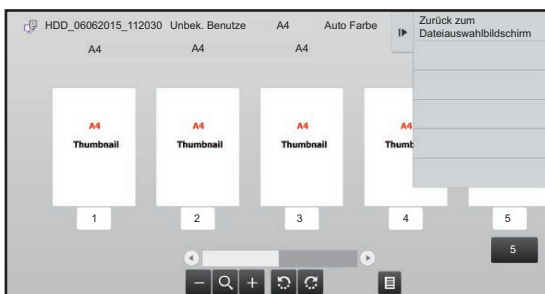 HDD_06062015_112030 Unbek. Benutze A4 Auto Farbe
Zurück zum
Dateiauswahlbildschirm
A4 A4 A4
A4 A4 A4 A4
Thumbnail Thumbnail Thumbnail Thumb
1 2 3 4 5
5